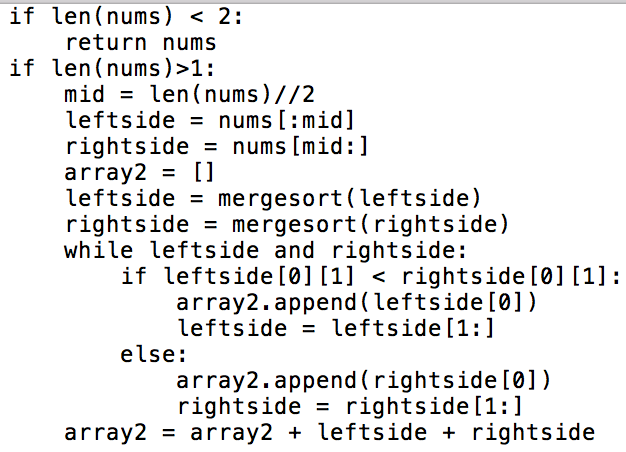 if len(nums) < 2:
    return nums
if len(nums)>1:
    mid = len(nums)//2
    leftside = nums[:mid]
    rightside = nums[mid:]
    array2 = []
    leftside = mergesort(leftside)
    rightside = mergesort(rightside)
    while leftside and rightside:
        if leftside[0][1] < rightside[0][1]:
            array2.append(leftside[0])
            leftside = leftside[1:]
        else:
            array2.append(rightside[0])
            rightside = rightside[1:]
    array2 = array2 + leftside + rightside